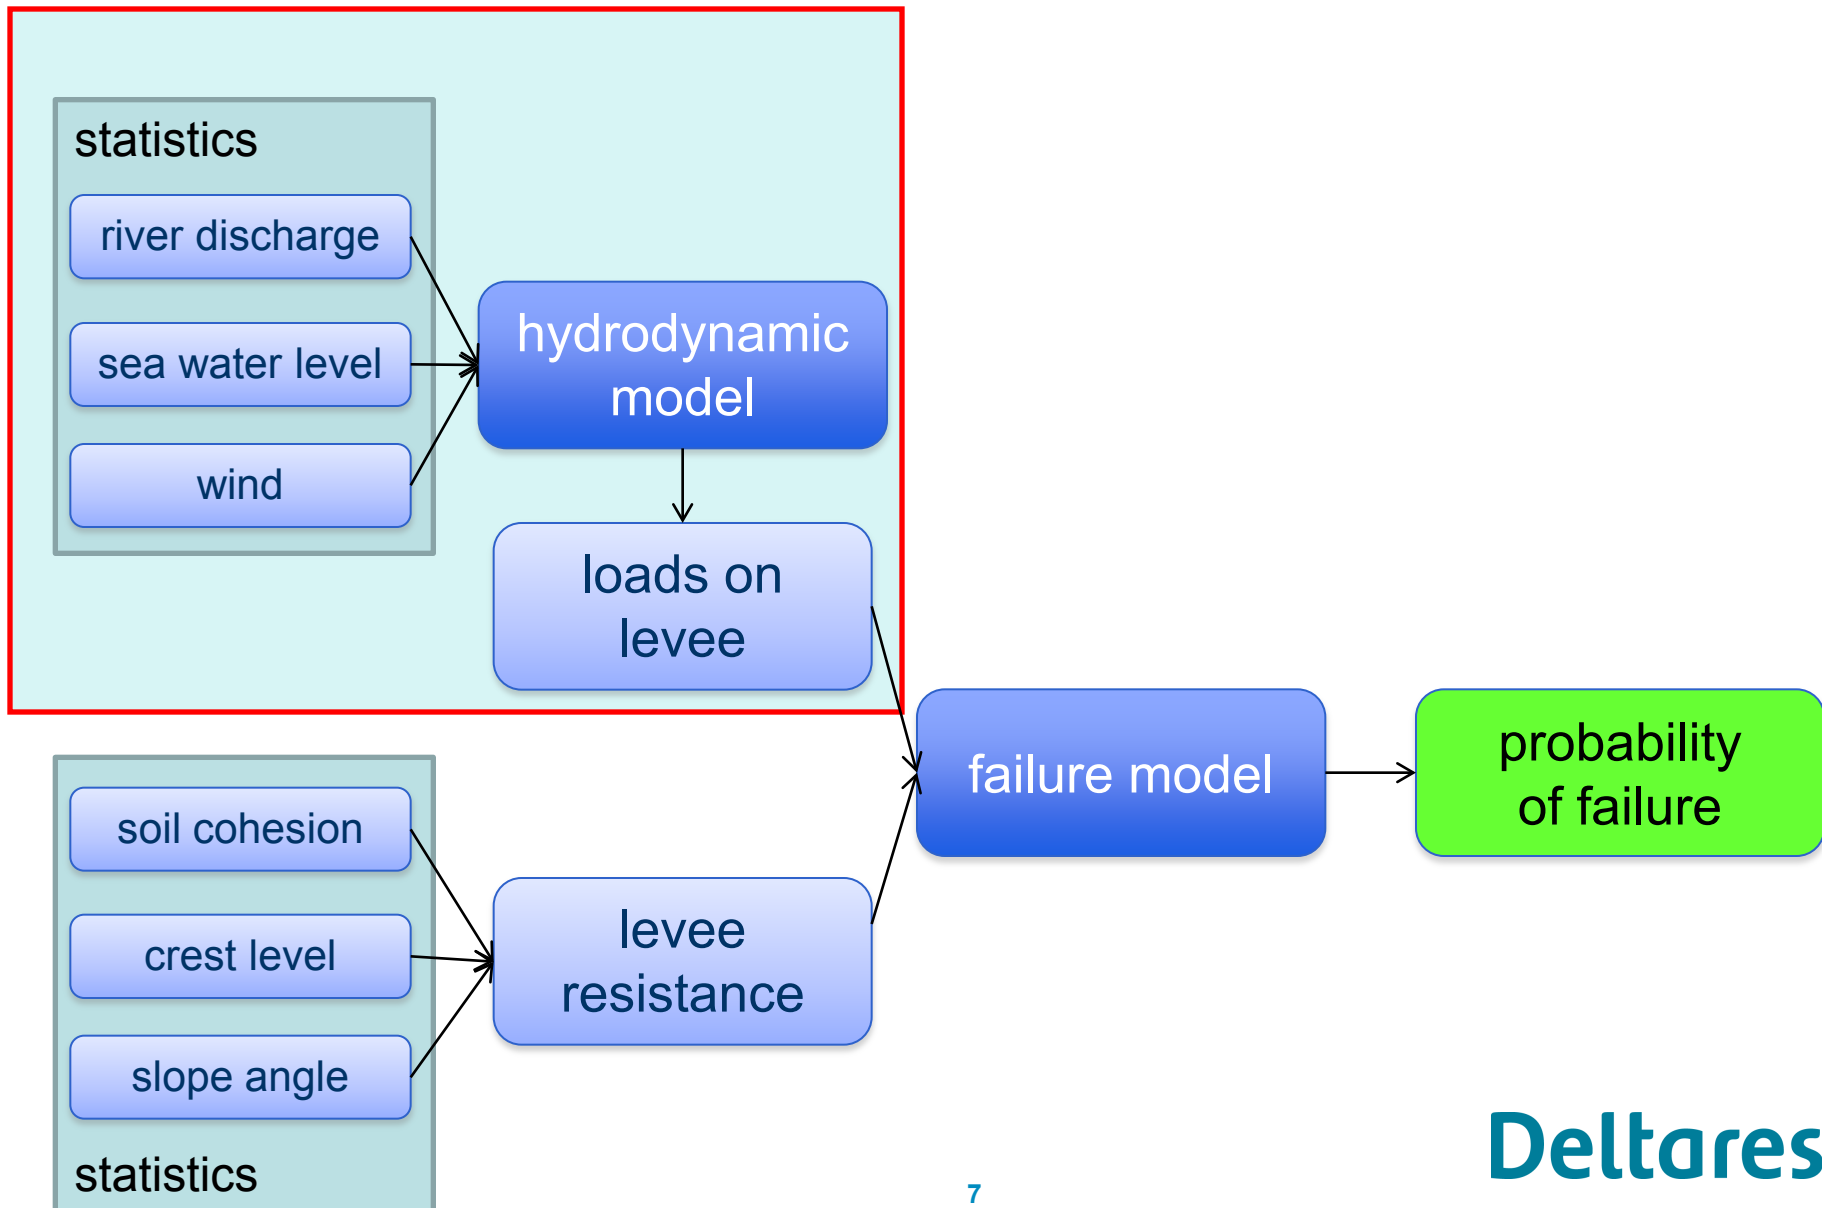 statistics
river discharge
sea water level
wind
hydrodynamic
model
loads on
levee
soil cohesion
crest level
slope angle
statistics
levee
resistance
failure model
probability
of failure
Deltares
7